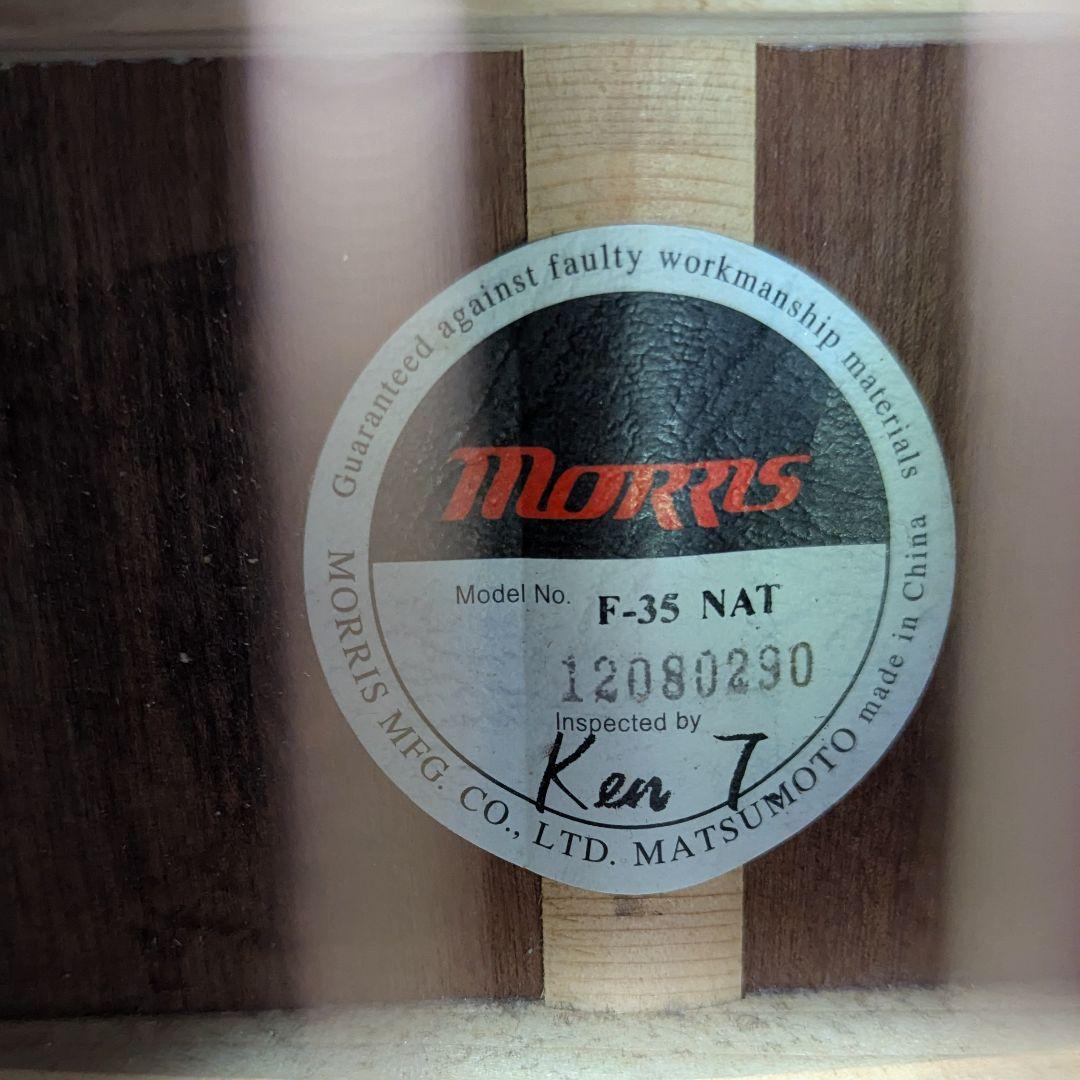 Guaranteed against faulty workmanship materials
MORRIS
Model No. F-35 NAT
12080290
Inspected by
Ken T
MORRIS MFG. CO., LTD. MATSUMOTO made in China